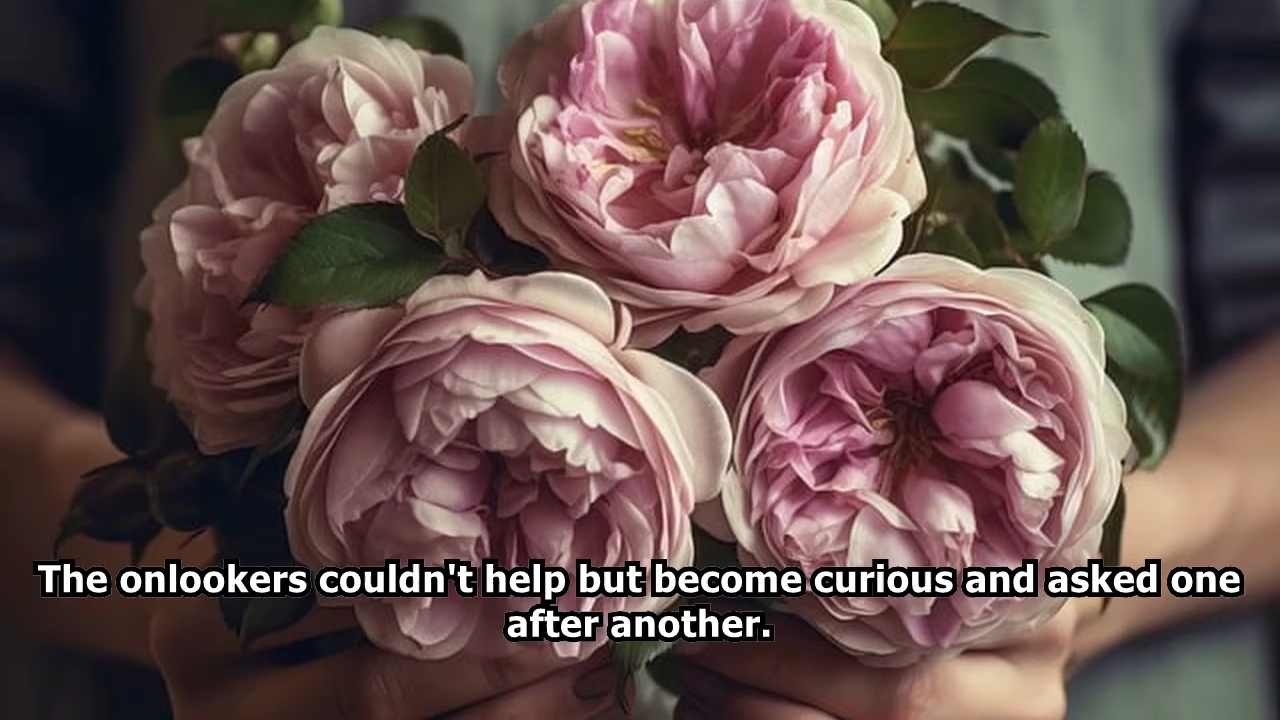 The onlookers couldn't help but become curious and asked one
after another.